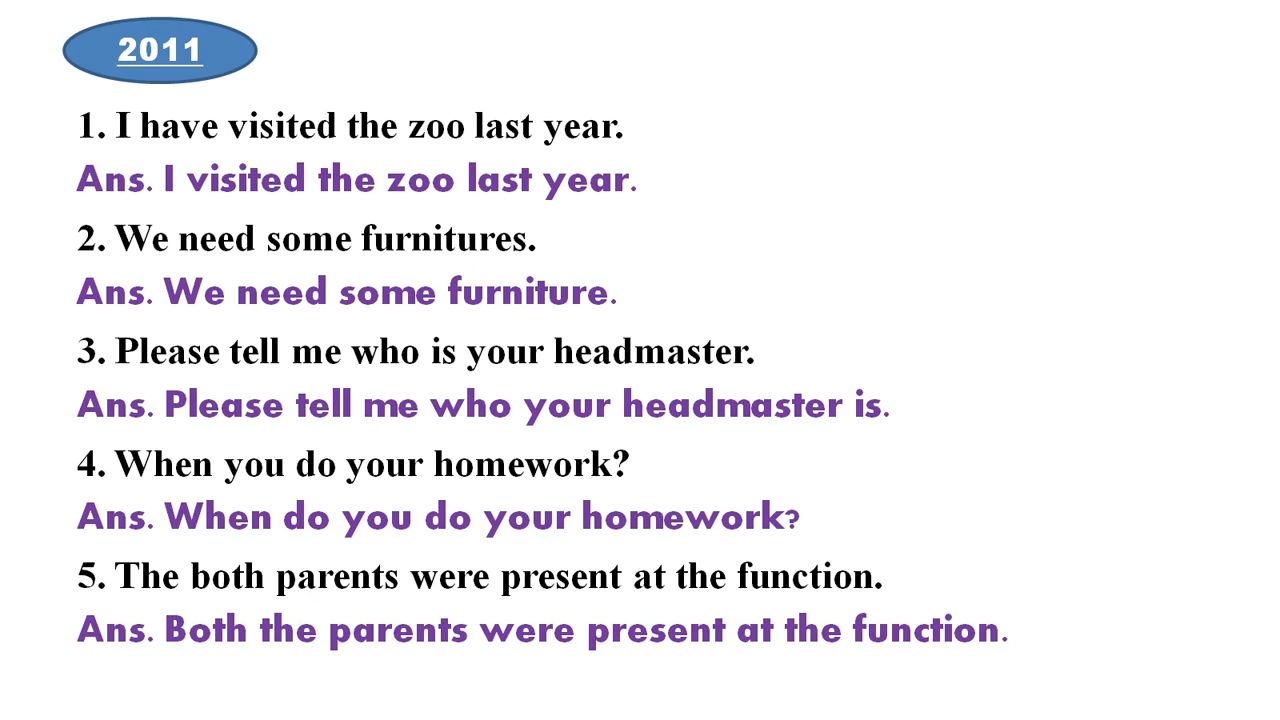 2011
1. I have visited the zoo last year.
Ans. I visited the zoo last year.
2. We need some furnitures.
Ans. We need some furniture.
3. Please tell me who is your headmaster.
Ans. Please tell me who your headmaster is.
4. When you do your homework?
Ans. When do you do your homework?
5. The both parents were present at the function.
Ans. Both the parents were present at the function.